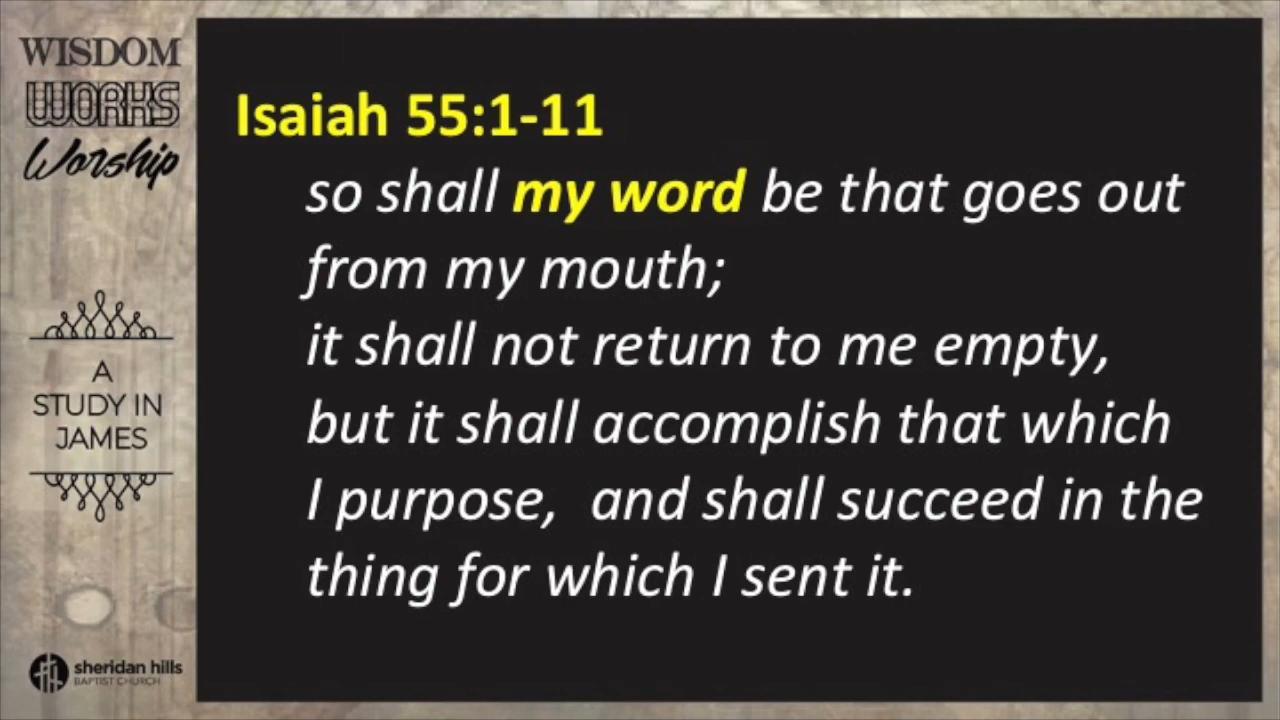 WISDOM
WORKS
Worship
A
STUDY IN
JAMES
sheridan hills
BAPTIST CHURCH
Isaiah 55:1-11
so shall my word be that goes out
from my mouth;
it shall not return to me empty,
but it shall accomplish that which
I purpose,  and shall succeed in the
thing for which I sent it.